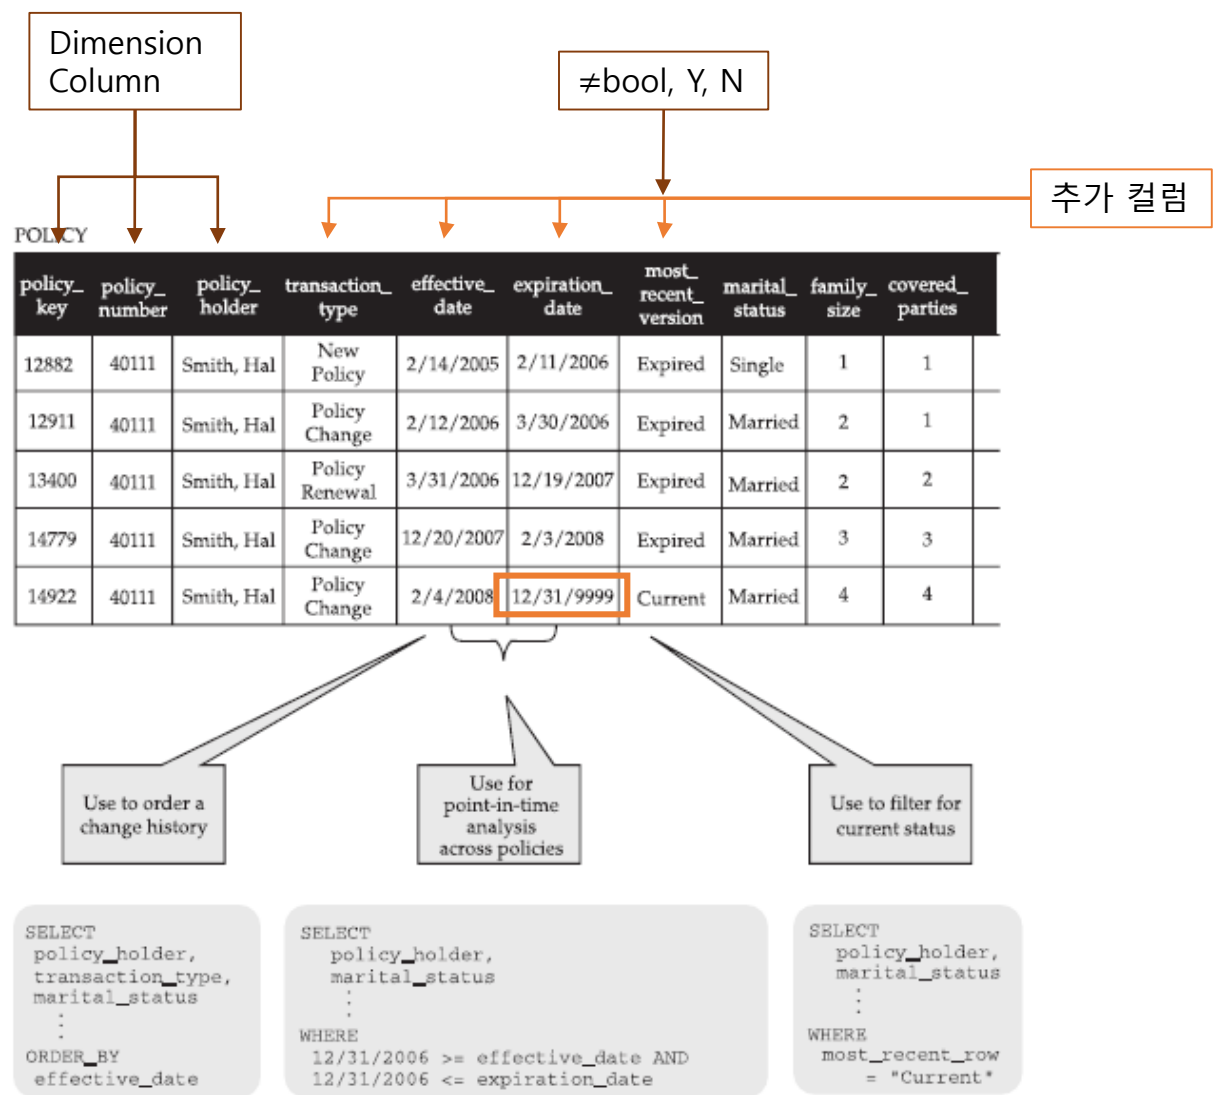 Dimension
Column
≠bool, Y, N
추가 컬럼
POLICY
policy_
key
policy_
number
policy_
holder
transaction_
type
effective_
date
expiration_
date
most_
recent_
version
marital_
status
family_
size
covered_
parties
12882 40111 Smith, Hal New Policy 2/14/2005 2/11/2006 Expired Single 1 1
12911 40111 Smith, Hal Policy Change 2/12/2006 3/30/2006 Expired Married 2 1
13400 40111 Smith, Hal Policy Renewal 3/31/2006 12/19/2007 Expired Married 2 2
14779 40111 Smith, Hal Policy Change 12/20/2007 2/3/2008 Expired Married 3 3
14922 40111 Smith, Hal Policy Change 2/4/2008 12/31/9999 Current Married 4 4
Use to order a
change history
Use for
point-in-time
analysis
across policies
Use to filter for
current status
SELECT
policy_holder,
transaction_type,
marital_status
⋮
ORDER_BY
effective_date
SELECT
policy_holder,
marital_status
⋮
WHERE
12/31/2006 >= effective_date AND
12/31/2006 <= expiration_date
SELECT
policy_holder,
marital_status
⋮
WHERE
most_recent_row
= "Current"